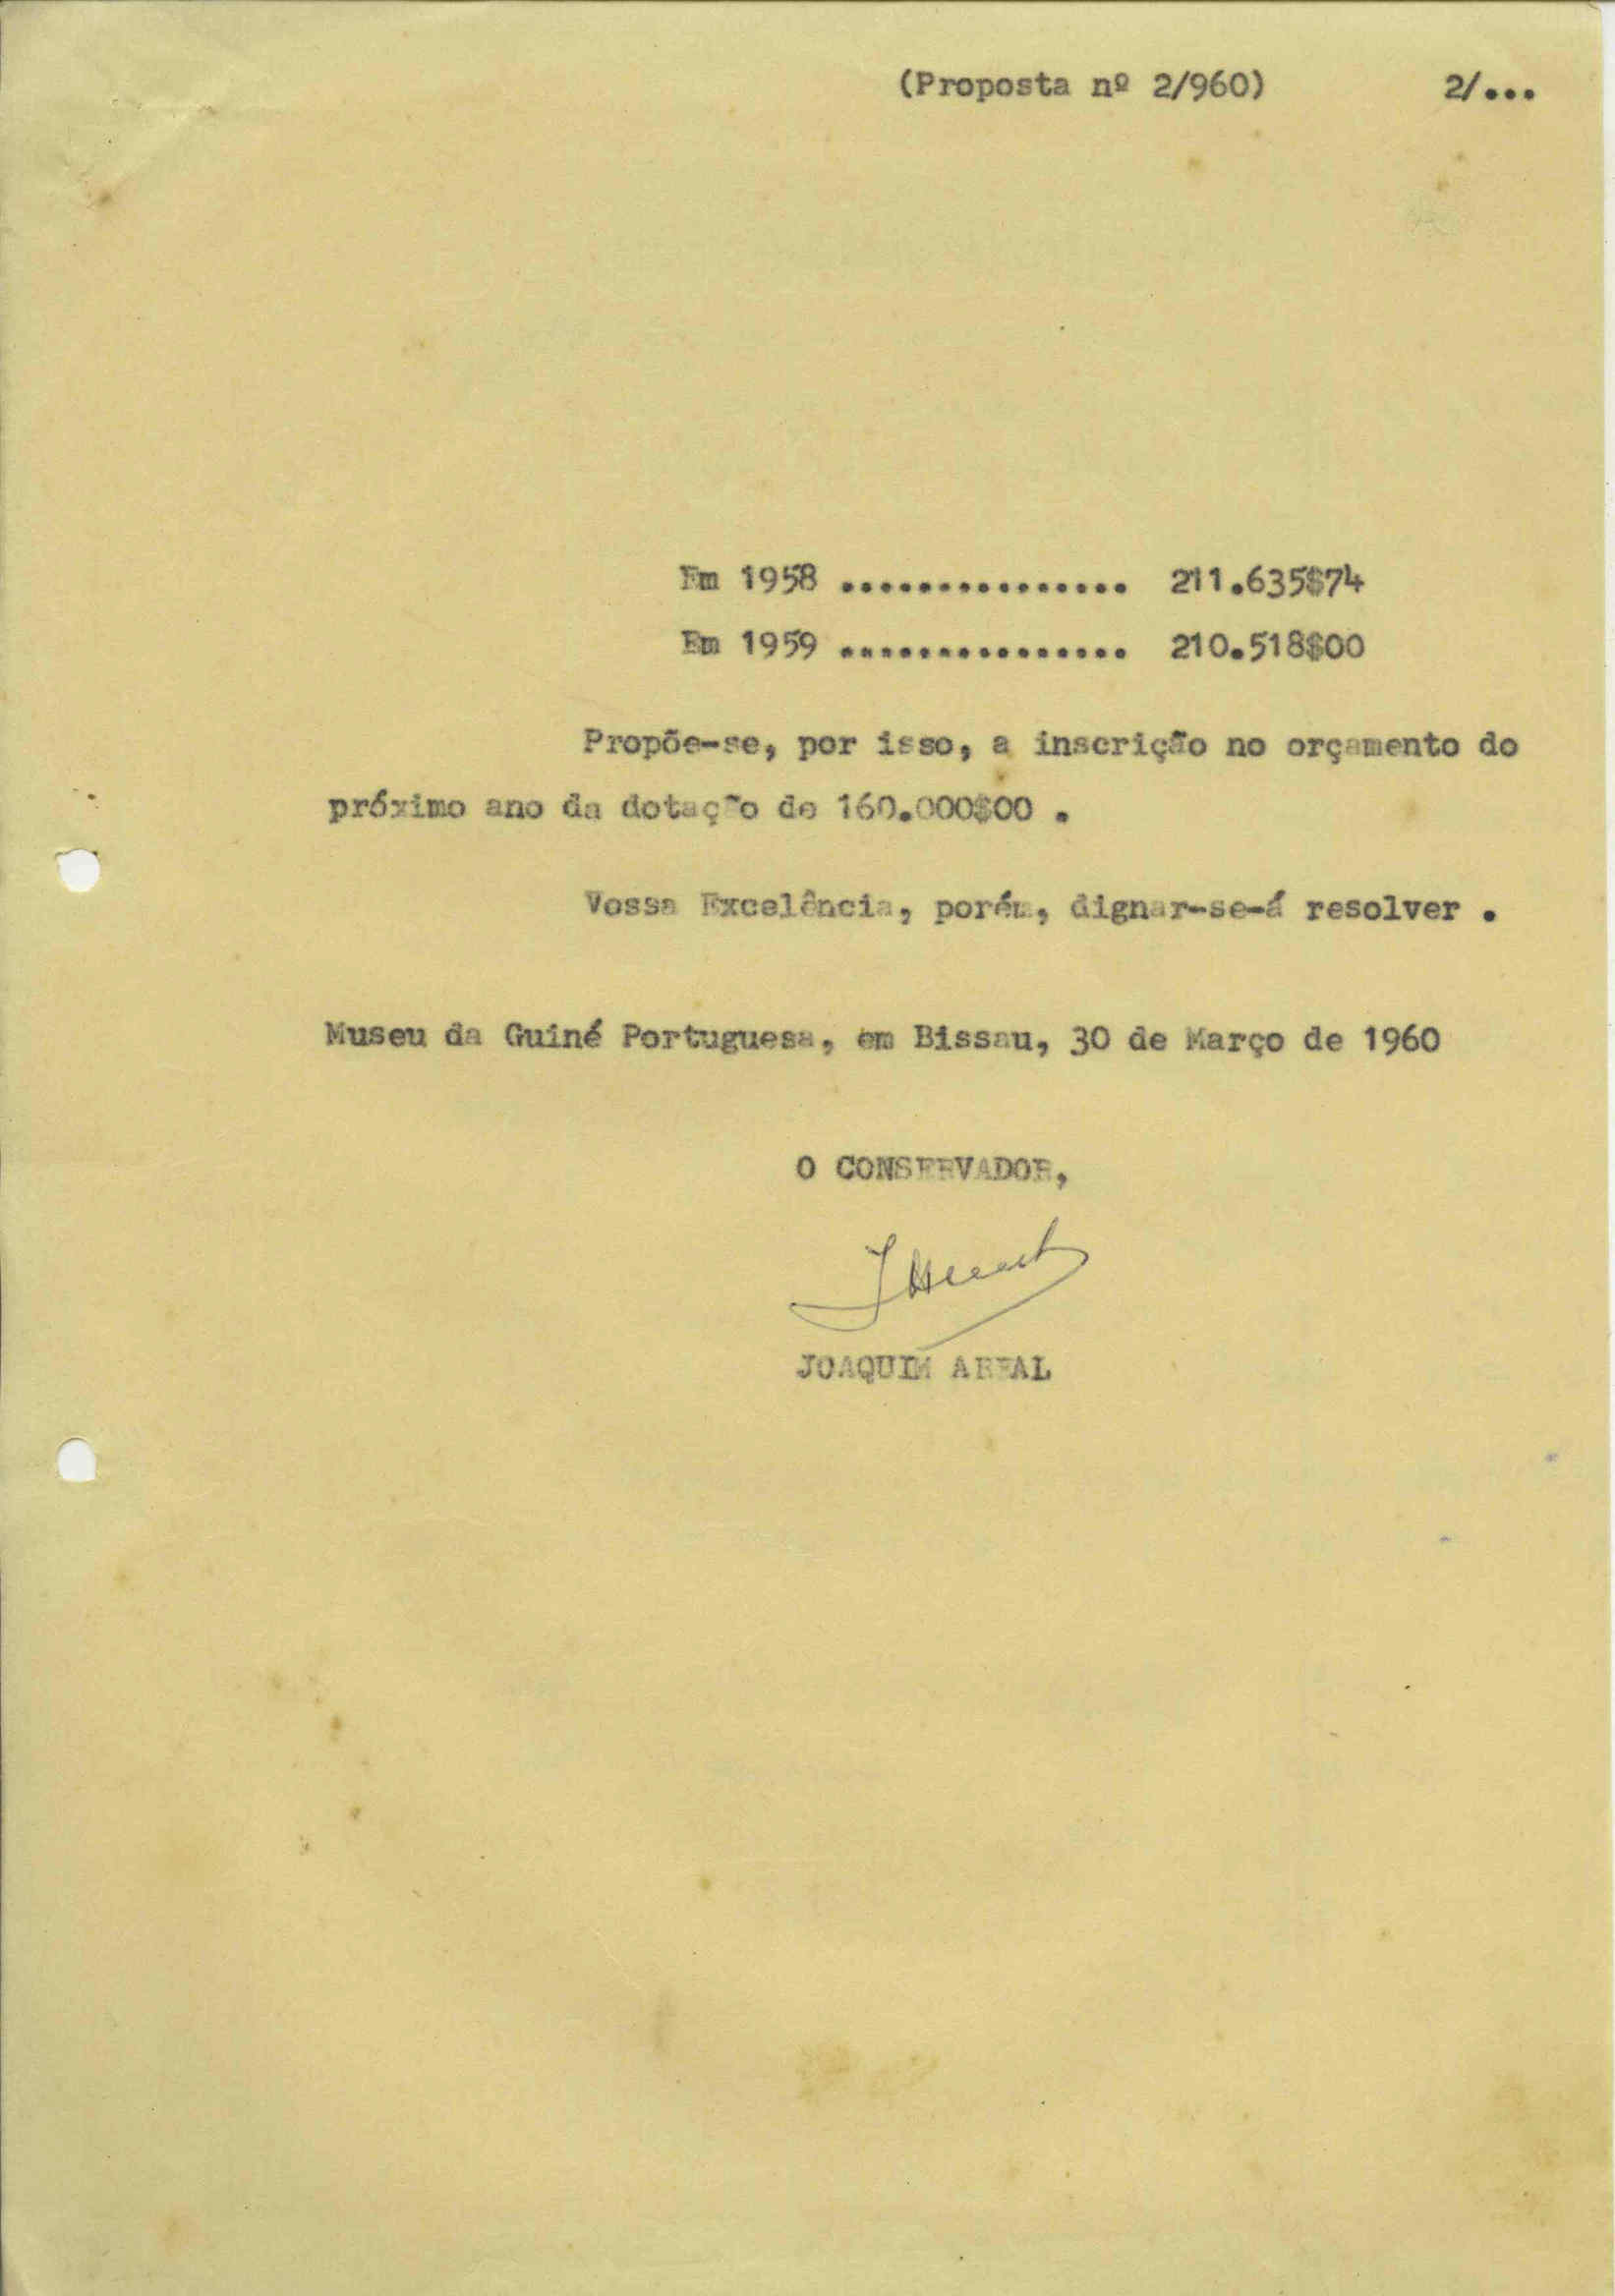 (Proposta nº 2/960) 2/...
Em 1958 ............... 211.635$74
Em 1959 ............... 210.518$00
Propõe-se, por isso, a inscrição no orçamento do
próximo ano da dotação de 160.000$00 .
Vossa Excelência, porém, dignar-se-á resolver .
Museu da Guiné Portuguesa, em Bissau, 30 de Março de 1960
O CONSERVADOR,
JOAQUIM AREAL